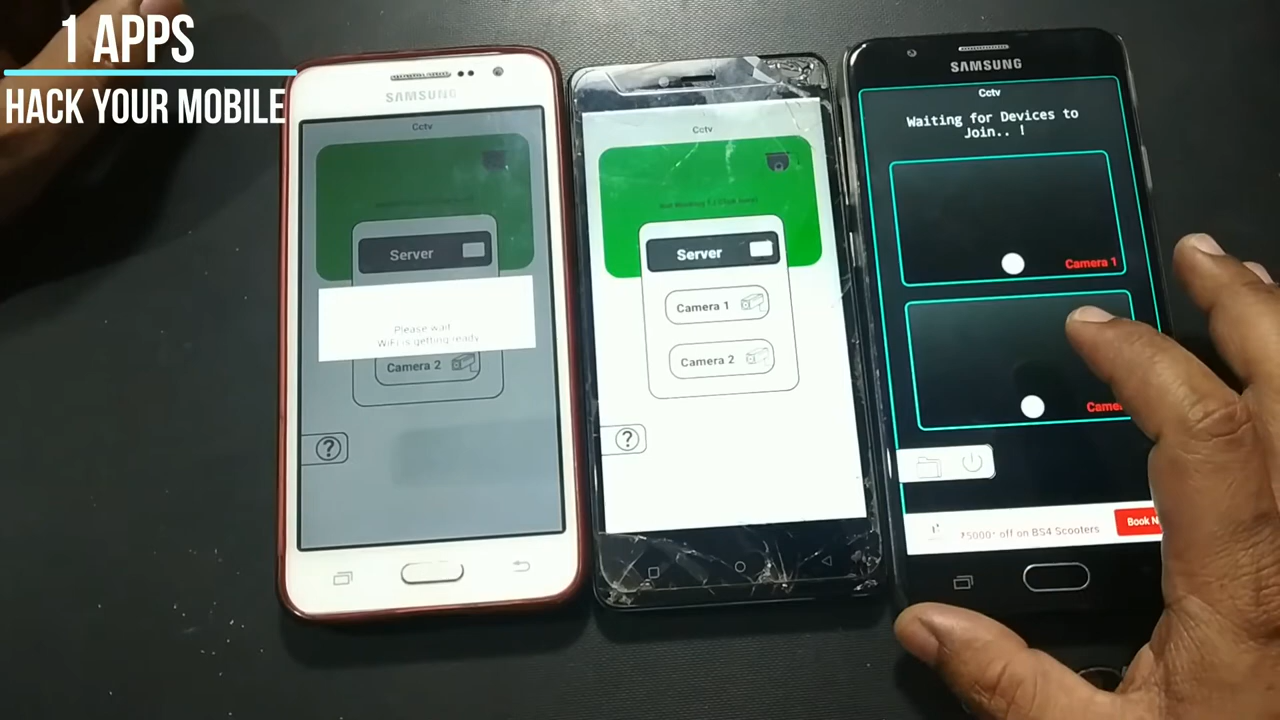 1 APPS
HACK YOUR MOBILE
SAMSUNG
Cctv
Server
Please wait
WiFi is getting ready
Camera 2
?
Cctv
Server
Camera 1
Camera 2
?
SAMSUNG
Cctv
Waiting for Devices to
Join.. !
Camera 1
₹5000* off on BS4 Scooters
Book